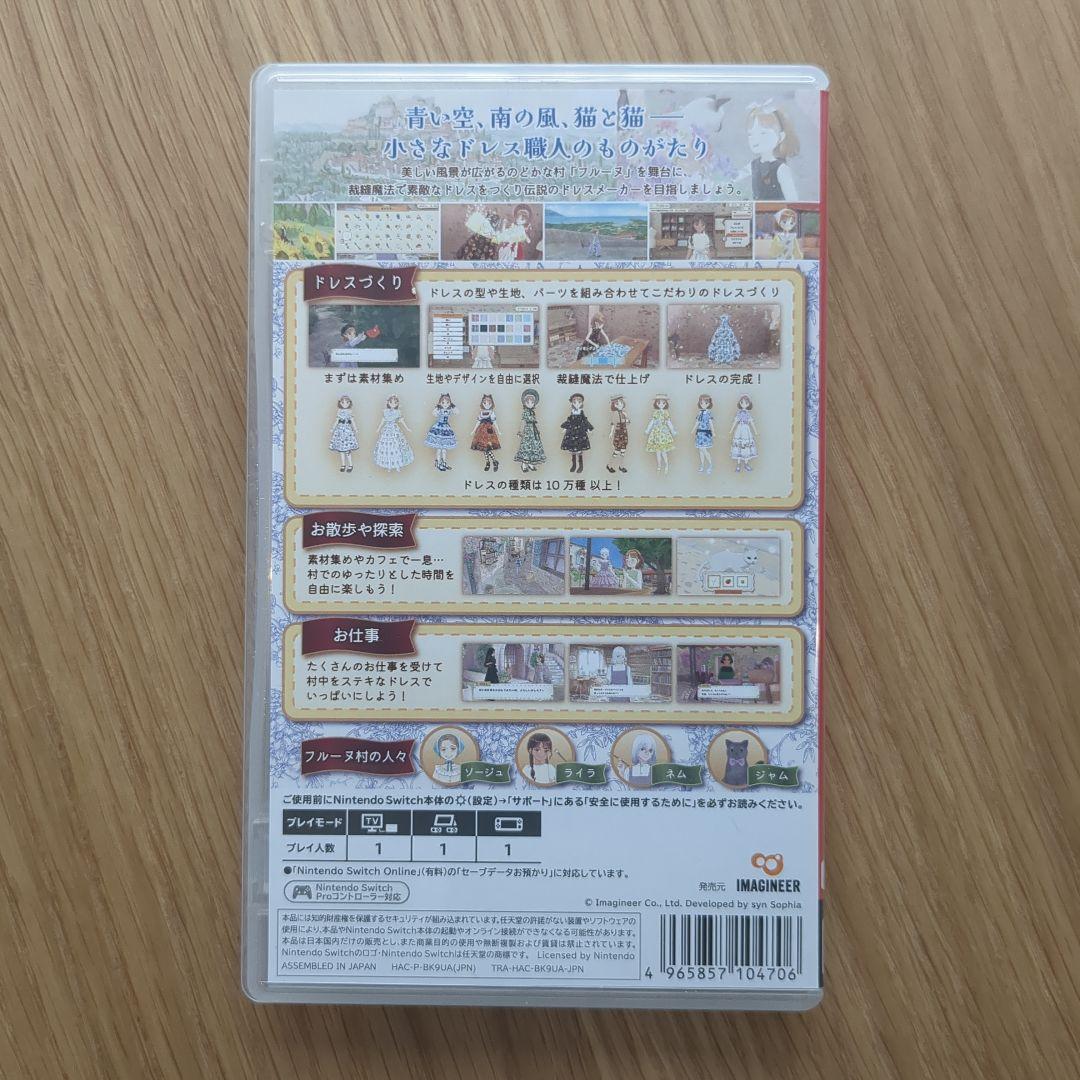 青い空、南の風、猫と猫──
小さなドレス職人のものがたり
美しい風景が広がるのどかな村「フルーヌ」を舞台に、
裁縫魔法で素敵なドレスをつくり伝説のドレスメーカーを目指しましょう。
ドレスづくり
ドレスの型や生地、パーツを組み合わせてこだわりのドレスづくり
まずは素材集め
生地やデザインを自由に選択
裁縫魔法で仕上げ
ドレスの完成！
ドレスの種類は10万種以上！
お散歩や探索
素材集めやカフェで一息…
村でのゆったりとした時間を
自由に楽しもう！
お仕事
たくさんのお仕事を受けて
村中をステキなドレスで
いっぱいにしよう！
フルーヌ村の人々
ソージュ
ライラ
ネム
ジャム
ご使用前にNintendo Switch本体の(設定)→「サポート」にある「安全に使用するために」を必ずお読みください。
プレイモード TV
プレイ人数 1 1 1
●「Nintendo Switch Online」(有料)の「セーブデータお預かり」に対応しています。
Nintendo Switch
Proコントローラー対応
発売元 IMAGINEER
© Imagineer Co., Ltd. Developed by syn Sophia
本品には知的財産権を保護するセキュリティが組み込まれています。任天堂の許諾がない装置やソフトウェアの
使用により、本品やNintendo Switch本体の起動やオンライン接続ができなくなる可能性があります。
本品は日本国内だけの販売とし、また商業目的の使用や無断複製および賃貸は禁止されています。
Nintendo Switchのロゴ・Nintendo Switchは任天堂の商標です。 Licensed by Nintendo
ASSEMBLED IN JAPAN HAC-P-BK9UA(JPN) TRA-HAC-BK9UA-JPN
4 965857 104706